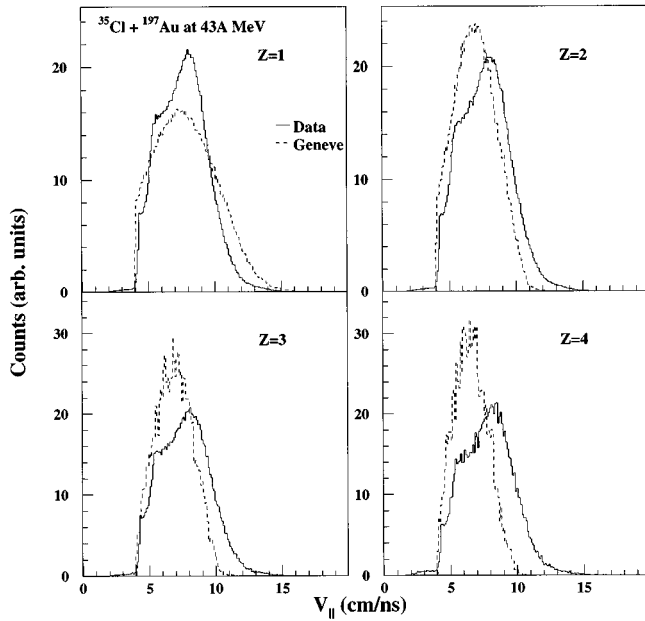 ³⁵Cl + ¹⁹⁷Au at 43A MeV
Z=1
Z=2
— Data
---- Geneve
20
10
0
20
10
0
Z=3
Z=4
30
20
10
0
30
20
10
0
0 5 10 15
0 5 10 15
Counts (arb. units)
V∥ (cm/ns)